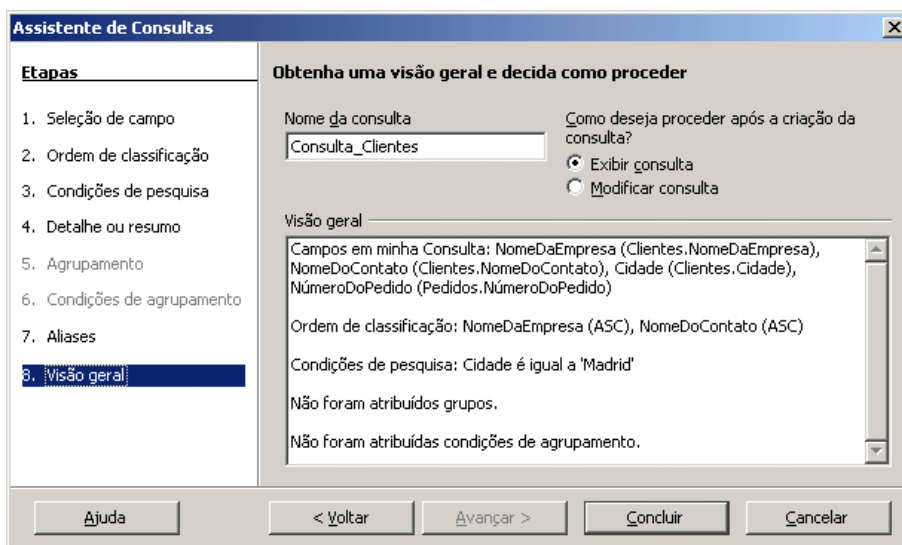 Assistente de Consultas
Etapas
1. Seleção de campo
2. Ordem de classificação
3. Condições de pesquisa
4. Detalhe ou resumo
5. Agrupamento
6. Condições de agrupamento
7. Aliases
8. Visão geral
Obtenha uma visão geral e decida como proceder
Nome da consulta
Consulta_Clientes
Como deseja proceder após a criação da
consulta?
Exibir consulta
Modificar consulta
Visão geral
Campos em minha Consulta: NomeDaEmpresa (Clientes.NomeDaEmpresa),
NomeDoContato (Clientes.NomeDoContato), Cidade (Clientes.Cidade),
NúmeroDoPedido (Pedidos.NúmeroDoPedido)
Ordem de classificação: NomeDaEmpresa (ASC), NomeDoContato (ASC)
Condições de pesquisa: Cidade é igual a 'Madrid'
Não foram atribuídos grupos.
Não foram atribuídas condições de agrupamento.
Ajuda
< Voltar
Avançar >
Concluir
Cancelar